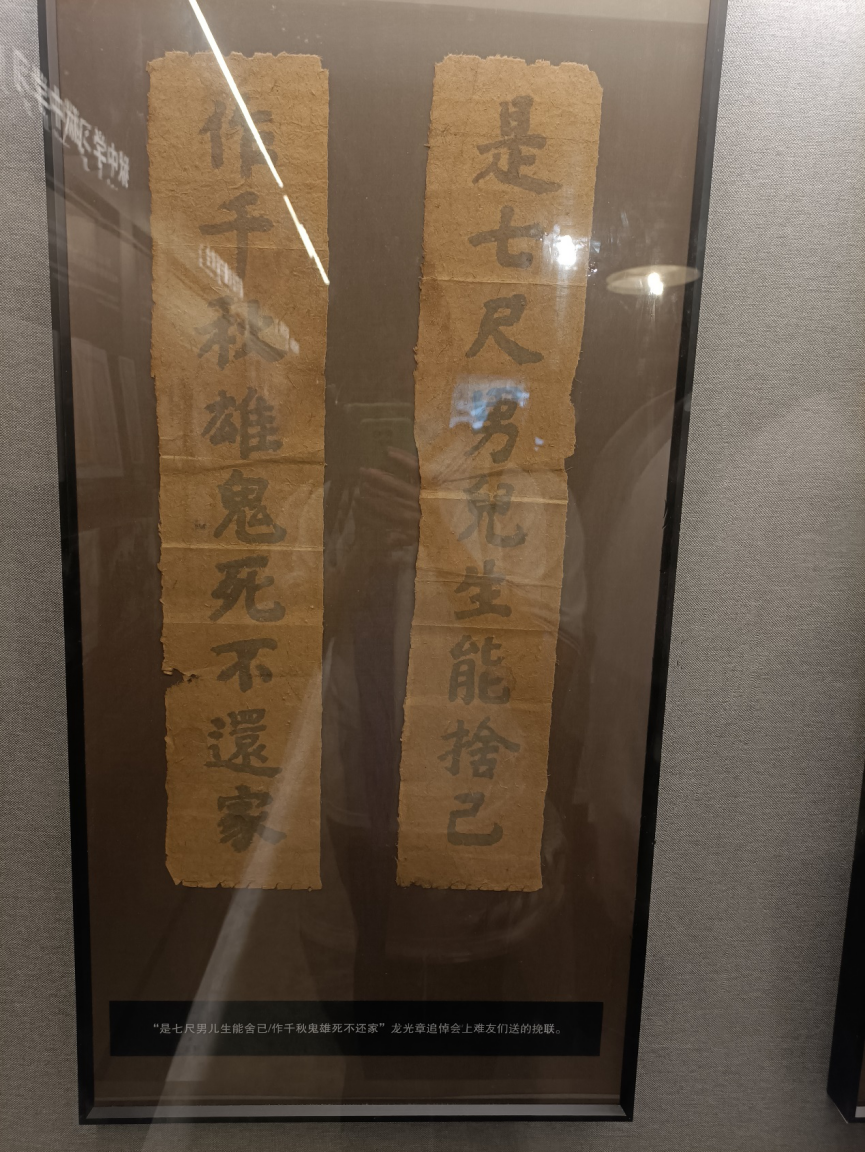 是七尺男兒生能捨己
作千秋雄鬼死不還家
“是七尺男儿生能舍已/作千秋鬼雄死不还家”龙光章追悼会上难友们送的挽联。